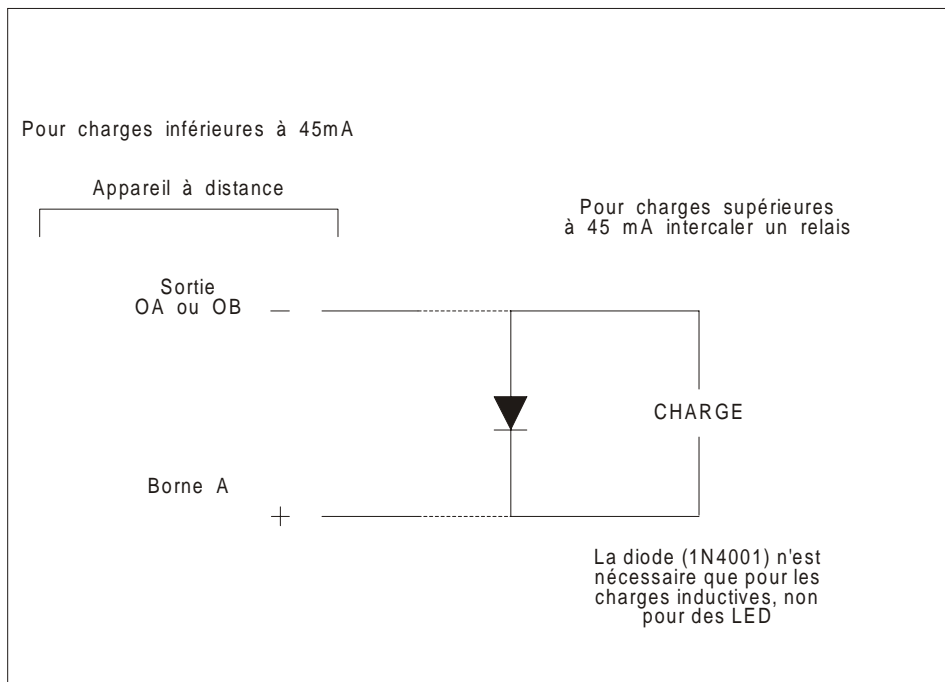 Pour charges inférieures à 45mA
Appareil à distance
Pour charges supérieures
à 45 mA intercaler un relais
Sortie
OA ou OB
—
CHARGE
Borne A
+
La diode (1N4001) n'est
nécessaire que pour les
charges inductives, non
pour des LED